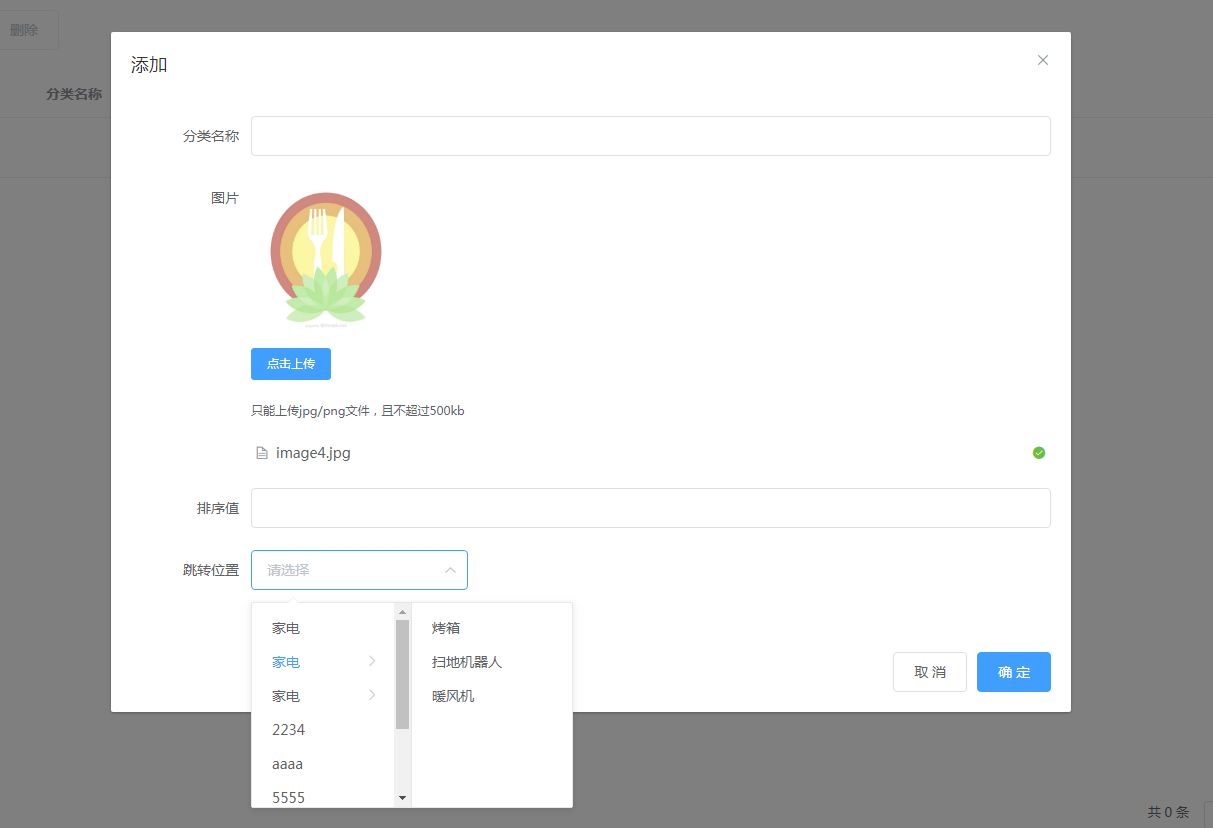 删除
添加
分类名称
分类名称
图片
点击上传
只能上传jpg/png文件，且不超过500kb
image4.jpg
排序值
跳转位置
请选择
家电
烤箱
家电
扫地机器人
家电
暖风机
2234
aaaa
5555
取 消
确 定
共 0 条